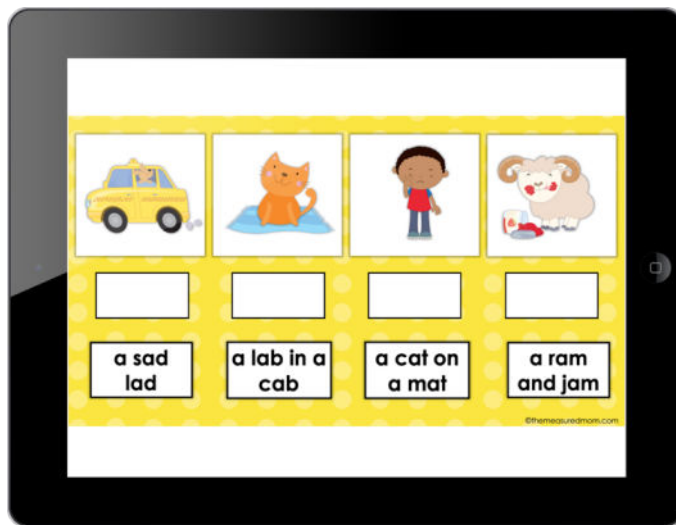 a sad
lad
a lab in a
cab
a cat on
a mat
a ram
and jam
©themeasuredmom.com